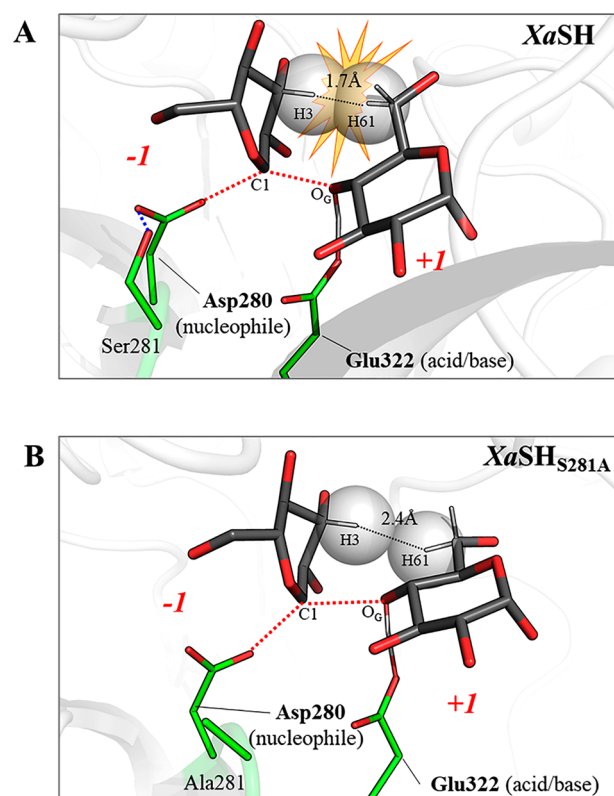 A
XaSH
1.7Å
H3
H61
-1
C1
OG
+1
Asp280
(nucleophile)
Ser281
Glu322 (acid/base)
B
XaSHS281A
2.4Å
H3
H61
-1
C1
OG
+1
Asp280
(nucleophile)
Ala281
Glu322 (acid/base)